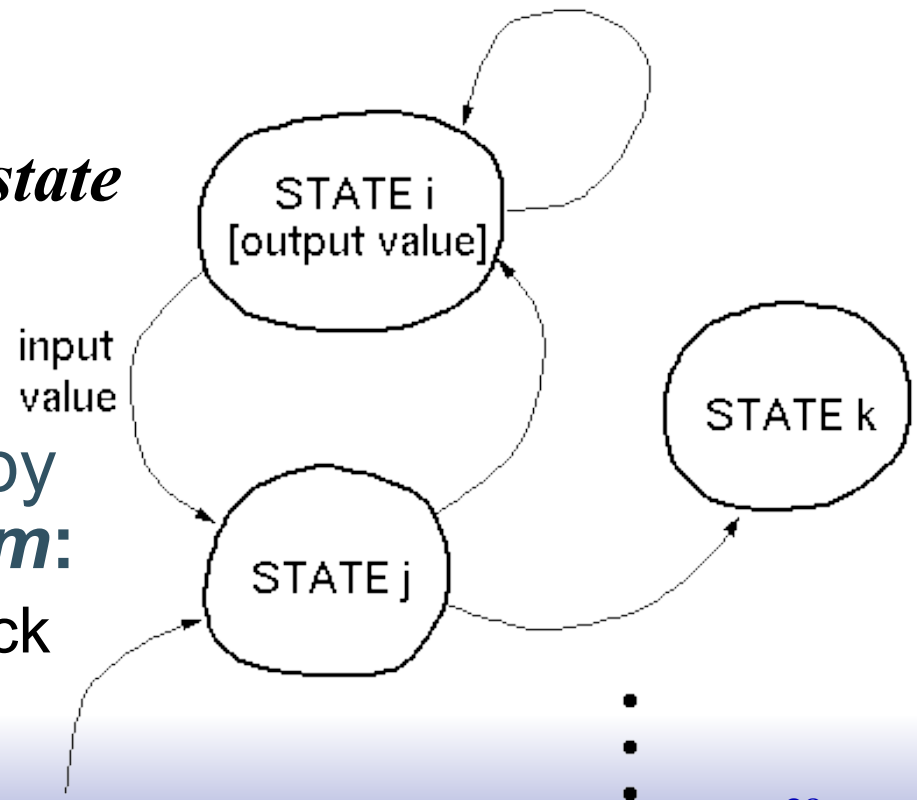 state
STATE i
[output value]
input
value
STATE k
by
m:
STATE j
ck